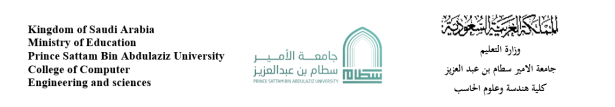 Kingdom of Saudi Arabia
Ministry of Education
Prince Sattam Bin Abdulaziz University
College of Computer
Engineering and sciences
جامعة الأمير
سطام بن عبدالعزيز
PRINCE SATTAM BIN ABDULAZIZ UNIVERSITY
سطام
المملكة العربية السعودية
وزارة التعليم
جامعة الامير سطام بن عبد العزيز
كلية هندسة وعلوم الحاسب